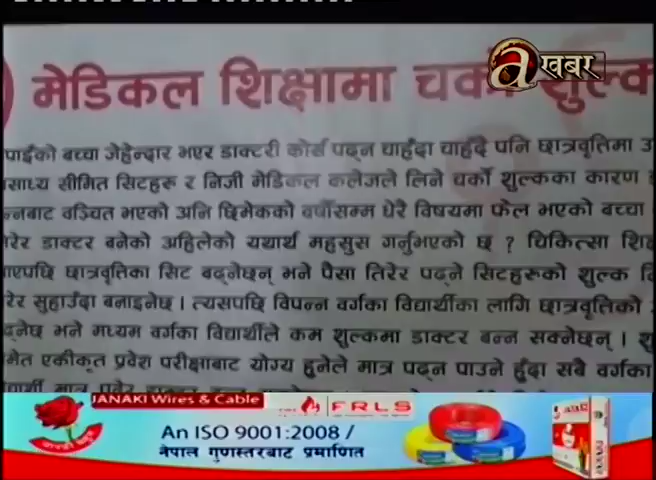 a खबर
मेडिकल शिक्षामा चर्को शुल्क
पाईंको बच्चा जेहेन्दार भएर डाक्टरी कोर्स पढ्न चाहँदा चाहँदै पनि छात्रवृतिमा
साध्य सीमित सिटहरु र निजी मेडिकल कलेजले लिने चर्को शुल्कका कारण
न्नबाट वञ्चित भएको अनि छिमेकको वर्षौसम्म धेरै विषयमा फेल भएको बच्चा
तिरेर डाक्टर बनेको अहिलेको यथार्थ महसुस गर्नुभएको छ ? चिकित्सा
आएपछि छात्रवृतिका सिट बढ्नेछन् भने पैसा तिरेर पढ्ने सिटहरुको शुल्क
रेर सुहाउँदो बनाइनेछ । त्यसपछि विपन्न वर्गका विद्यार्थीका लागि छात्रवृतिको
ढ्नेछ भने मध्यम वर्गका विद्यार्थीले कम शुल्कमा डाक्टर बन्न सक्नेछन् ।
मेत एकीकृत प्रवेश परीक्षाबाट योग्य हुनेले मात्र पढ्न पाउने हुँदा सबै वर्गका
JANAKI Wires & Cable
FRLS
An ISO 9001:2008 /
नेपाल गुणस्तरबाट प्रमाणित
JANAKI